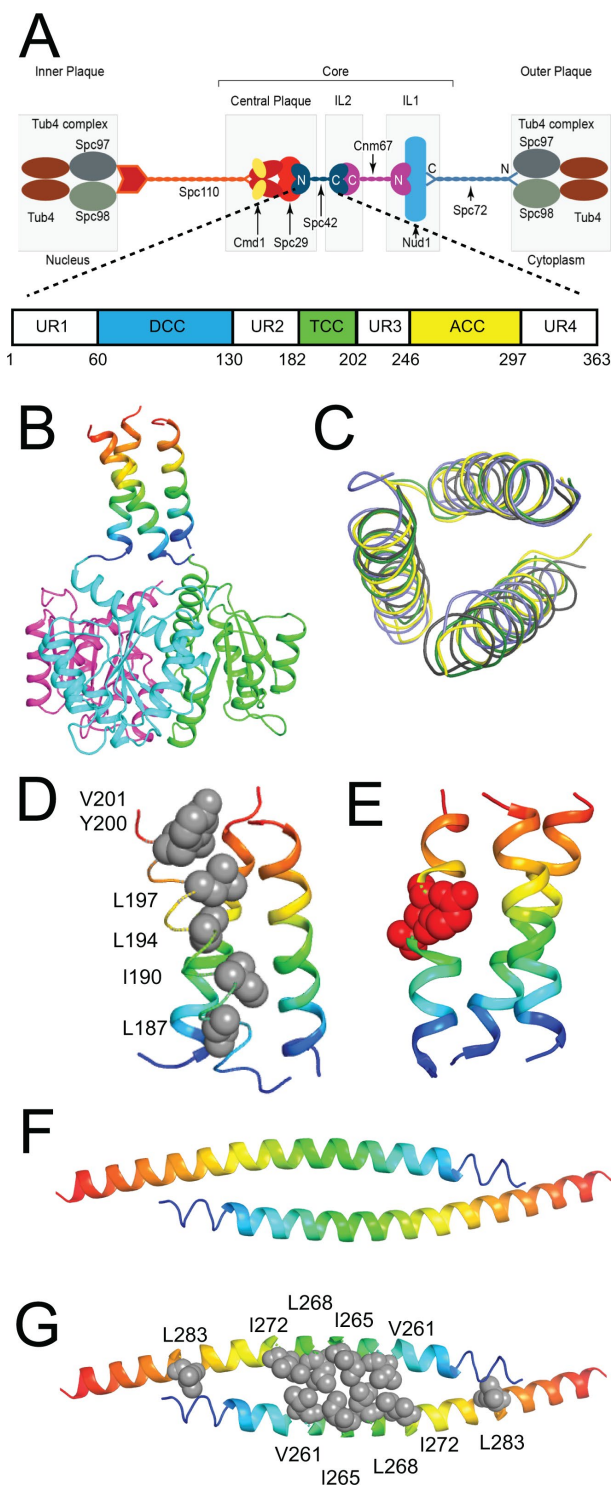 A
Inner Plaque
Core
Outer Plaque
Central Plaque
IL2
IL1
Tub4 complex
Tub4 complex
Spc97
Cnm67
Spc97
N
C
C
N
C
N
Spc110
Spc72
Tub4
Spc98
Cmd1
Spc29
Spc42
Nud1
Spc98
Tub4
Nucleus
Cytoplasm
UR1 DCC UR2 TCC UR3 ACC UR4
1 60 130 182 202 246 297 363
B
C
D
V201
Y200
L197
L194
I190
L187
E
F
G
L283
I272
L268
I265
V261
V261
I265
L268
I272
L283